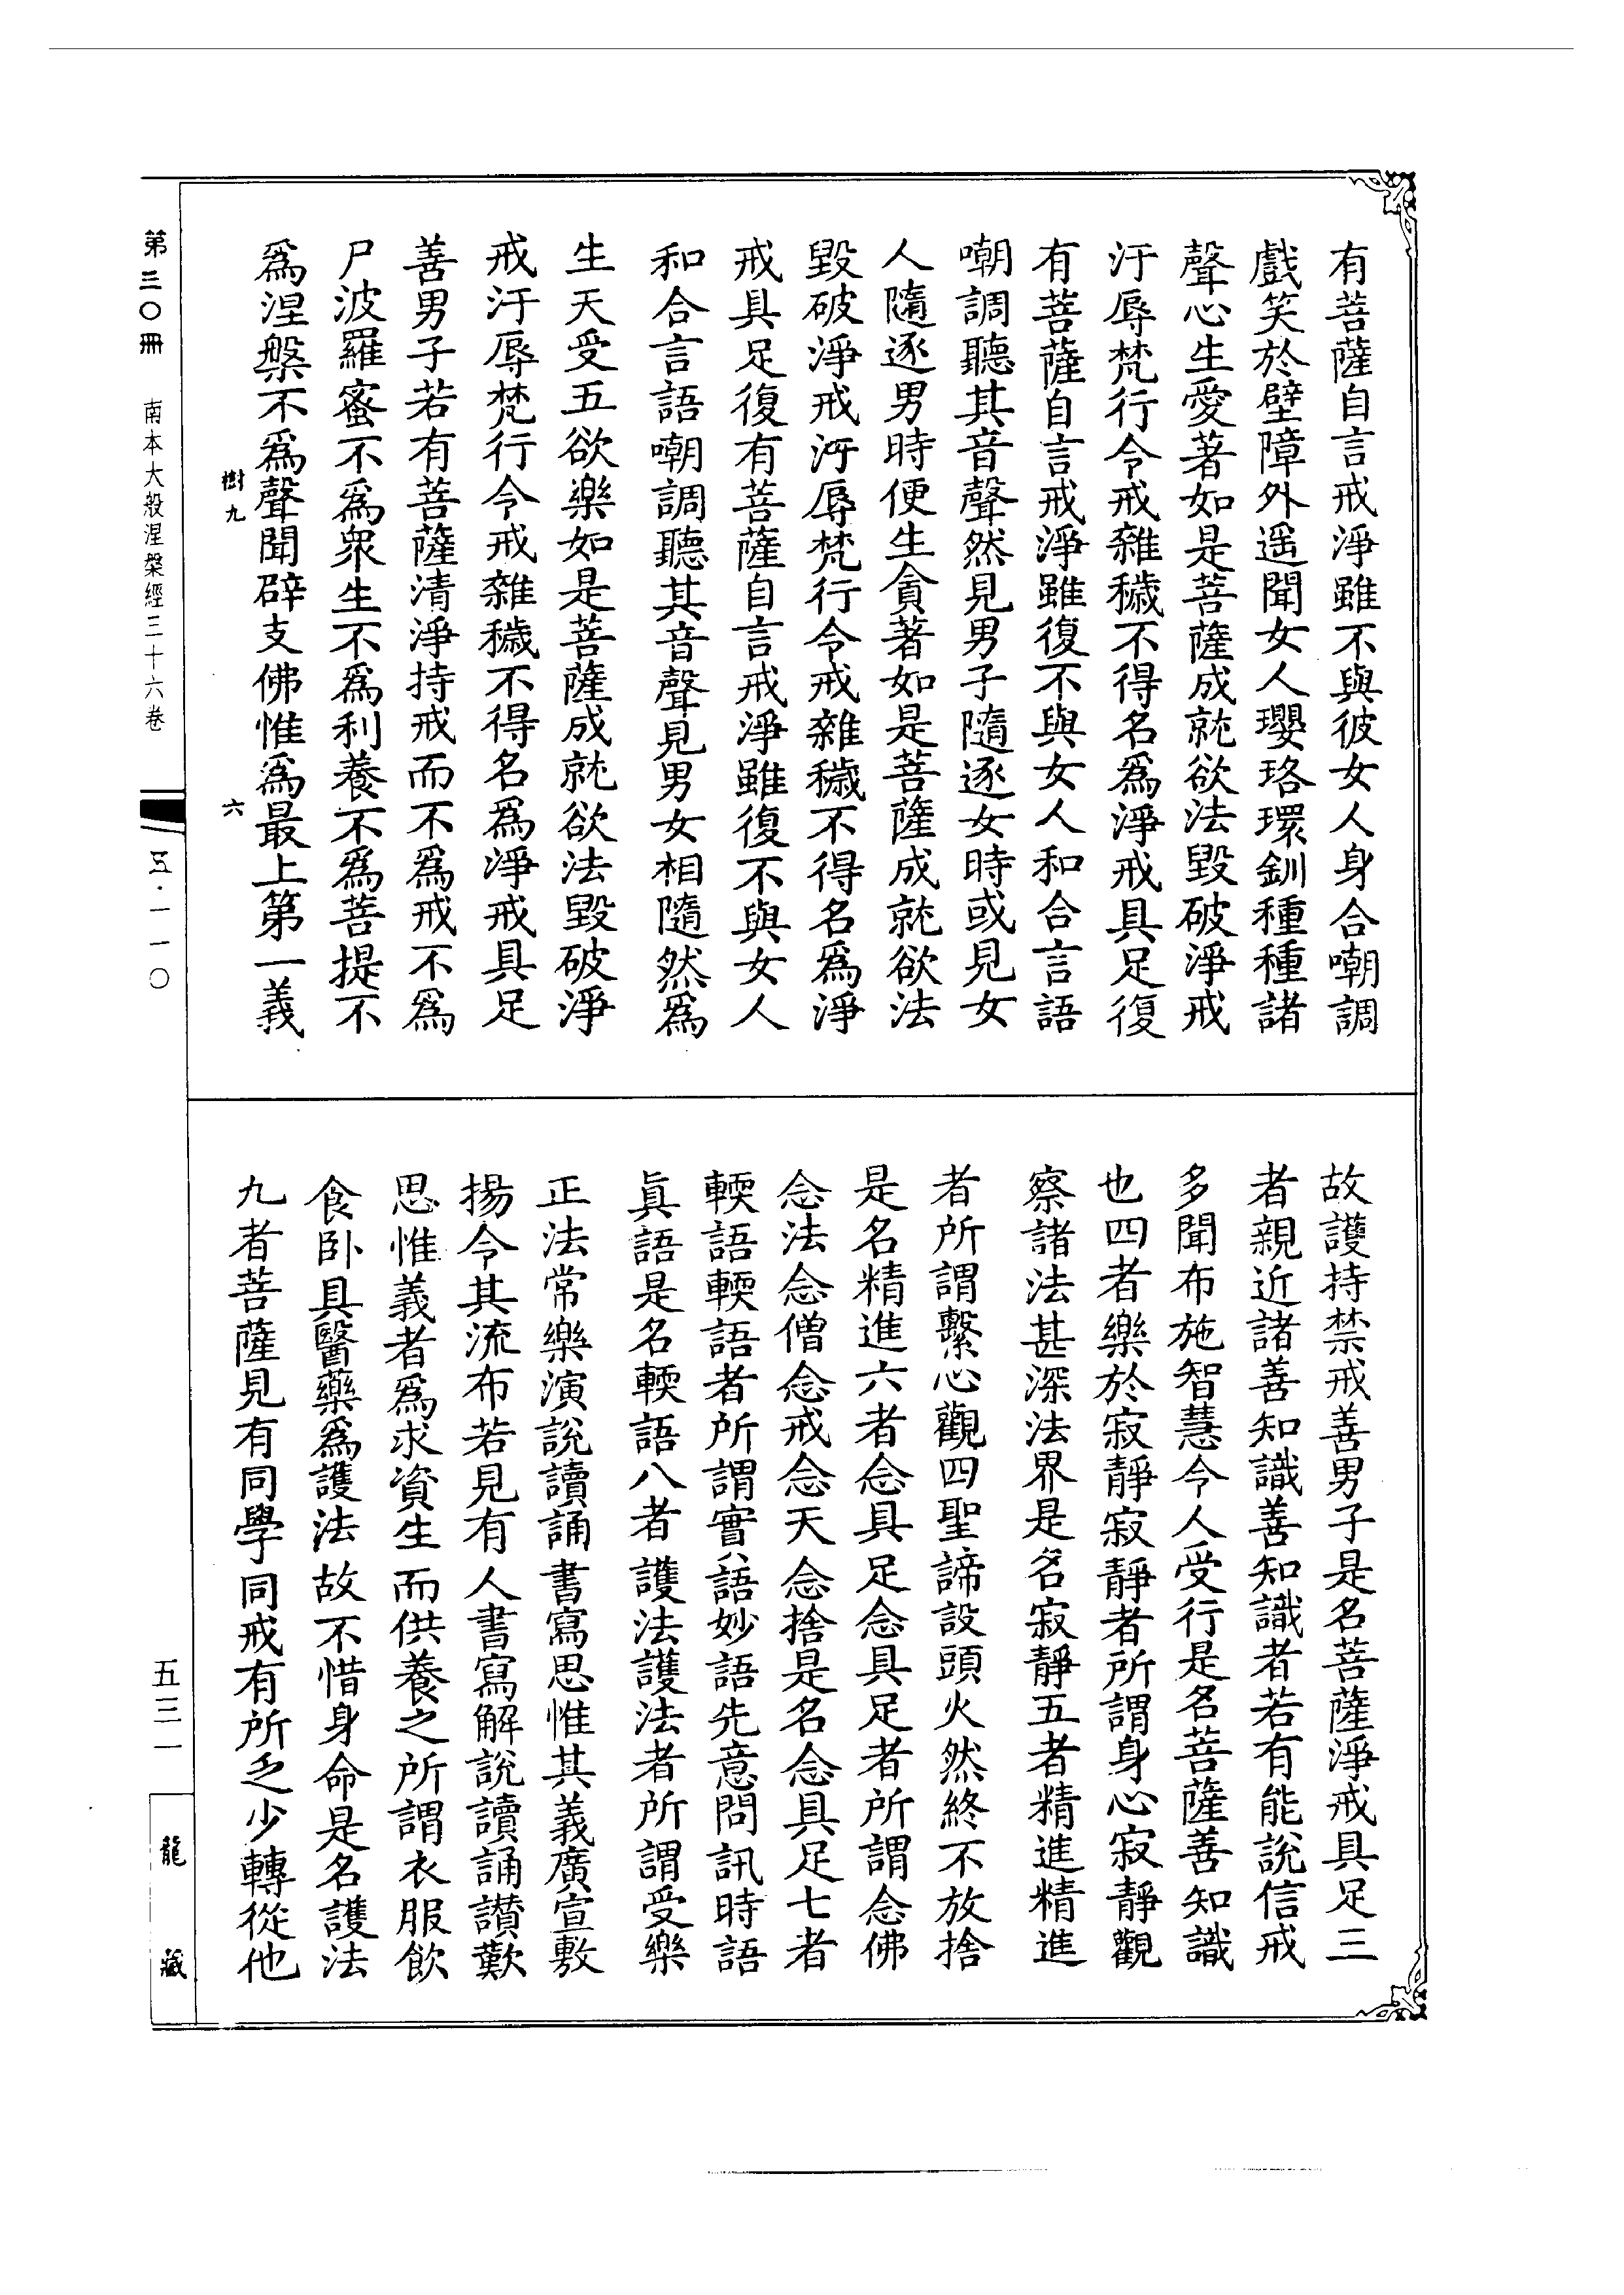 有菩薩自言戒淨雖不與彼女人身合嘲調
戲笑於壁障外遥聞女人瓔珞環釧種種諸
聲心生愛著如是菩薩成就欲法毀破淨戒
汙辱梵行令戒雜穢不得名爲淨戒具足復
有菩薩自言戒淨雖復不與女人和合言語
嘲調聽其音聲然見男子隨逐女時或見女
人隨逐男時便生貪著如是菩薩成就欲法
毀破淨戒汙辱梵行令戒雜穢不得名爲淨
戒具足復有菩薩自言戒淨雖復不與女人
和合言語嘲調聽其音聲見男女相隨然爲
生天受五欲樂如是菩薩成就欲法毀破淨
戒汙辱梵行令戒雜穢不得名爲淨戒具足
善男子若有菩薩清淨持戒而不爲戒不爲
尸波羅蜜不爲衆生不爲利養不爲菩提不
爲涅槃不爲聲聞辟支佛惟爲最上第一義
樹九 六
故護持禁戒善男子是名菩薩淨戒具足三
者親近諸善知識善知識者若有能說信戒
多聞布施智慧令人受行是名菩薩善知識
也四者樂於寂靜寂靜者所謂身心寂靜觀
察諸法甚深法界是名寂靜五者精進精進
者所謂繫心觀四聖諦設頭火然終不放捨
是名精進六者念具足念具足者所謂念佛
念法念僧念戒念天念捨是名念具足七者
輭語輭語者所謂實語妙語先意問訊時語
眞語是名輭語八者護法護法者所謂受樂
正法常樂演說讀誦書寫思惟其義廣宣敷
揚令其流布若見有人書寫解說讀誦讚歎
思惟義者爲求資生而供養之所謂衣服飲
食卧具醫藥爲護法故不惜身命是名護法
九者菩薩見有同學同戒有所乏少轉從他
第三〇冊 南本大般涅槃經三十六卷
五·一一〇
五三一
龍藏